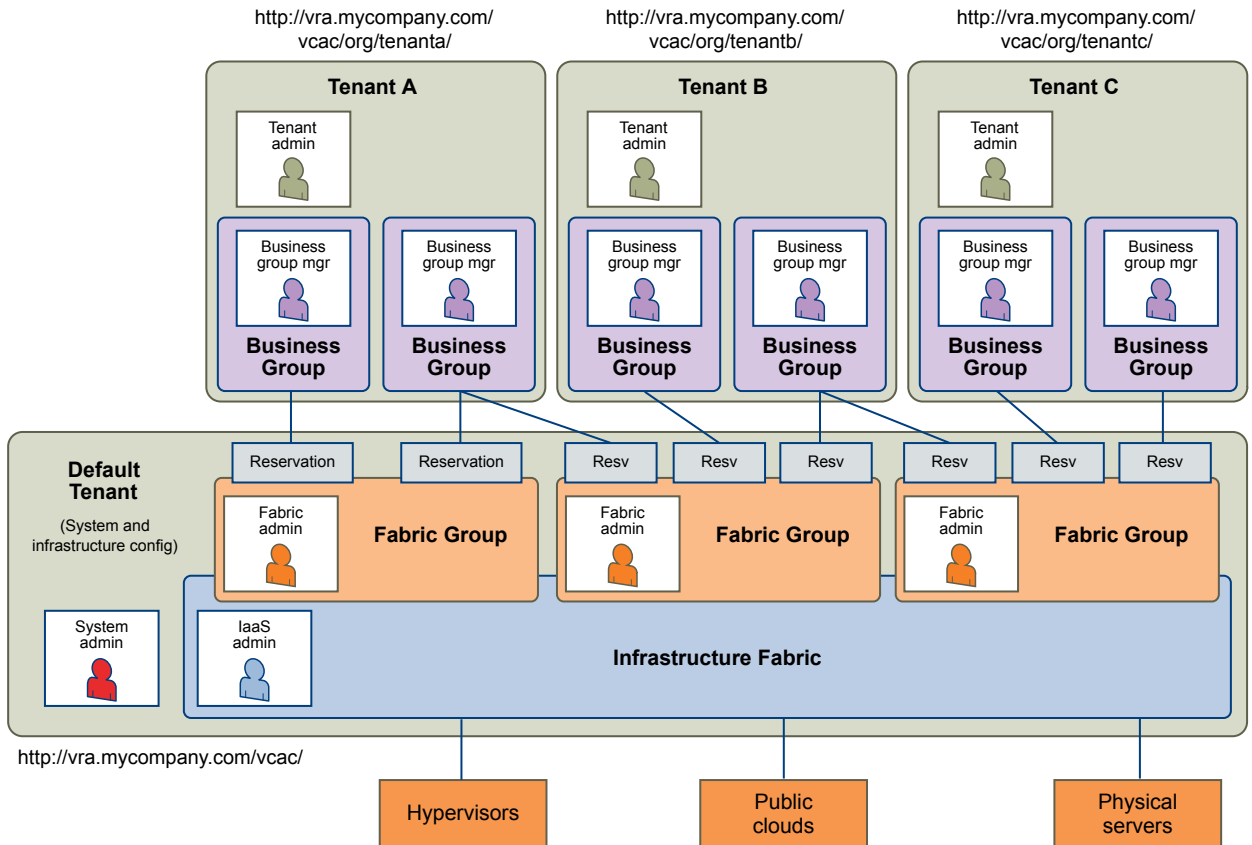 http://vra.mycompany.com/
vcac/org/tenanta/
http://vra.mycompany.com/
vcac/org/tenantb/
http://vra.mycompany.com/
vcac/org/tenantc/
Tenant A
Tenant B
Tenant C
Tenant
admin
Tenant
admin
Tenant
admin
Business
group mgr
Business
group mgr
Business
group mgr
Business
group mgr
Business
group mgr
Business
group mgr
Business
Group
Business
Group
Business
Group
Business
Group
Business
Group
Business
Group
Default
Tenant
(System and
infrastructure config)
Reservation
Reservation
Resv
Resv
Resv
Resv
Resv
Resv
Fabric
admin
Fabric Group
Fabric
admin
Fabric Group
Fabric
admin
Fabric Group
System
admin
IaaS
admin
Infrastructure Fabric
http://vra.mycompany.com/vcac/
Hypervisors
Public
clouds
Physical
servers